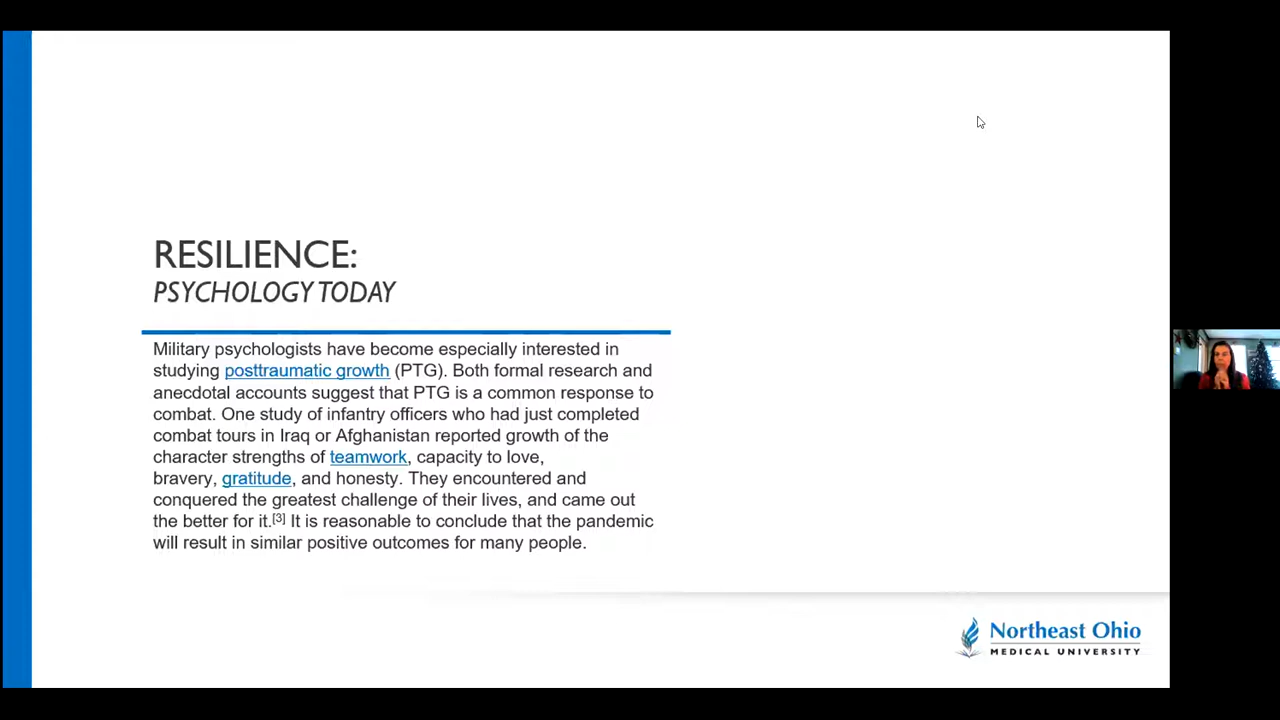 RESILIENCE:
PSYCHOLOGY TODAY
Military psychologists have become especially interested in
studying posttraumatic growth (PTG). Both formal research and
anecdotal accounts suggest that PTG is a common response to
combat. One study of infantry officers who had just completed
combat tours in Iraq or Afghanistan reported growth of the
character strengths of teamwork, capacity to love,
bravery, gratitude, and honesty. They encountered and
conquered the greatest challenge of their lives, and came out
the better for it.[3] It is reasonable to conclude that the pandemic
will result in similar positive outcomes for many people.
Northeast Ohio
MEDICAL UNIVERSITY